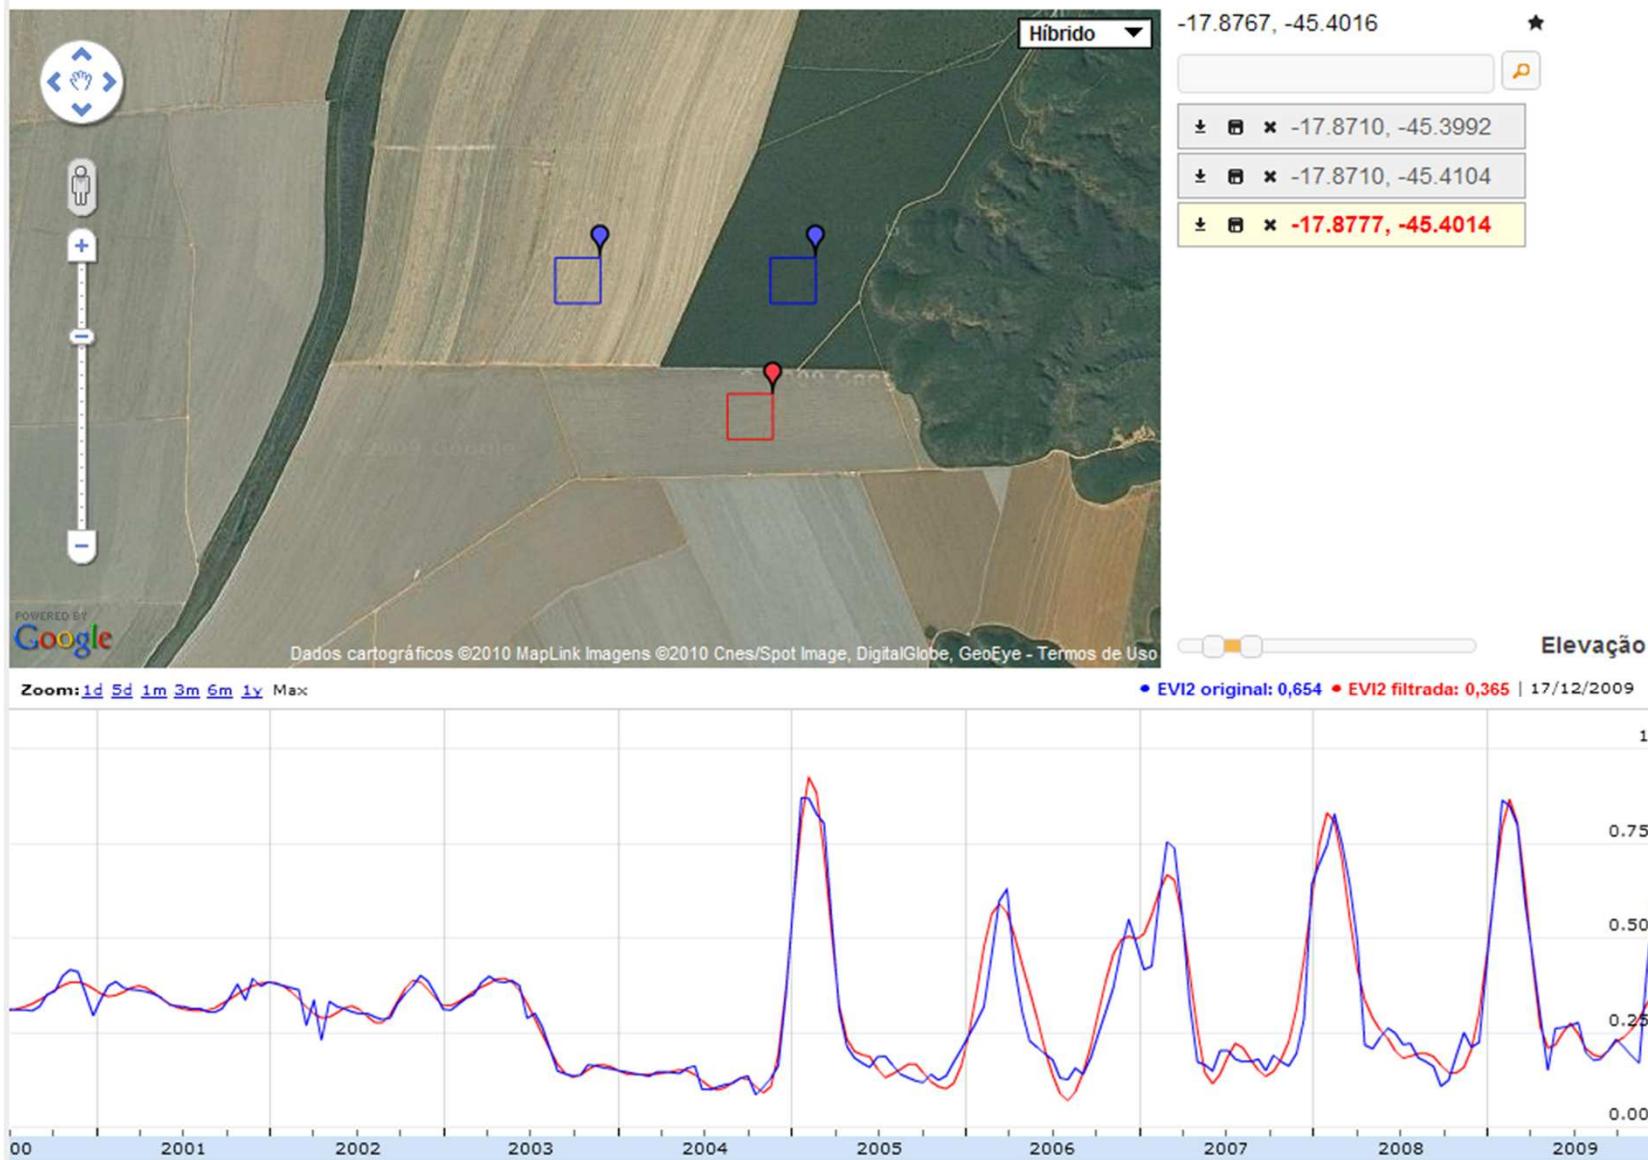 Híbrido
-17.8767, -45.4016
-17.8710, -45.3992
-17.8710, -45.4104
-17.8777, -45.4014
© 2009 Google
POWERED BY
Google
Dados cartográficos ©2010 MapLink Imagens ©2010 Cnes/Spot Image, DigitalGlobe, GeoEye - Termos de Uso
Elevação
Zoom: 1d 5d 1m 3m 6m 1y Max
EVI2 original: 0,654 EVI2 filtrada: 0,365 | 17/12/2009
1
0.75
0.50
0.25
0.00
00 2001 2002 2003 2004 2005 2006 2007 2008 2009